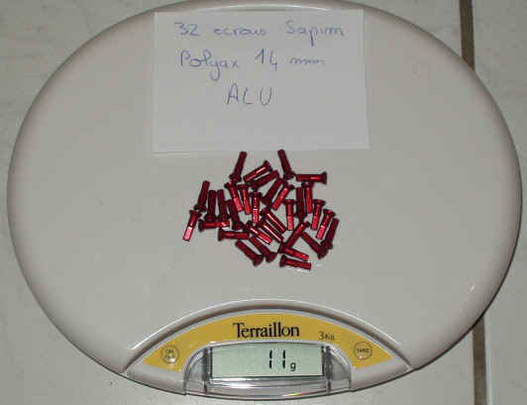 32 ecrous Sapim
Polyax 14 mm
ALU
Terraillon
3Kg
11g